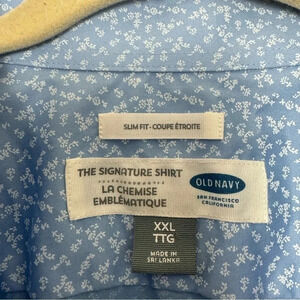 SLIM FIT - COUPE ÉTROITE
THE SIGNATURE SHIRT
LA CHEMISE
EMBLÉMATIQUE
OLD NAVY
SAN FRANCISCO
CALIFORNIA
XXL
TTG
MADE IN
SRI LANKA